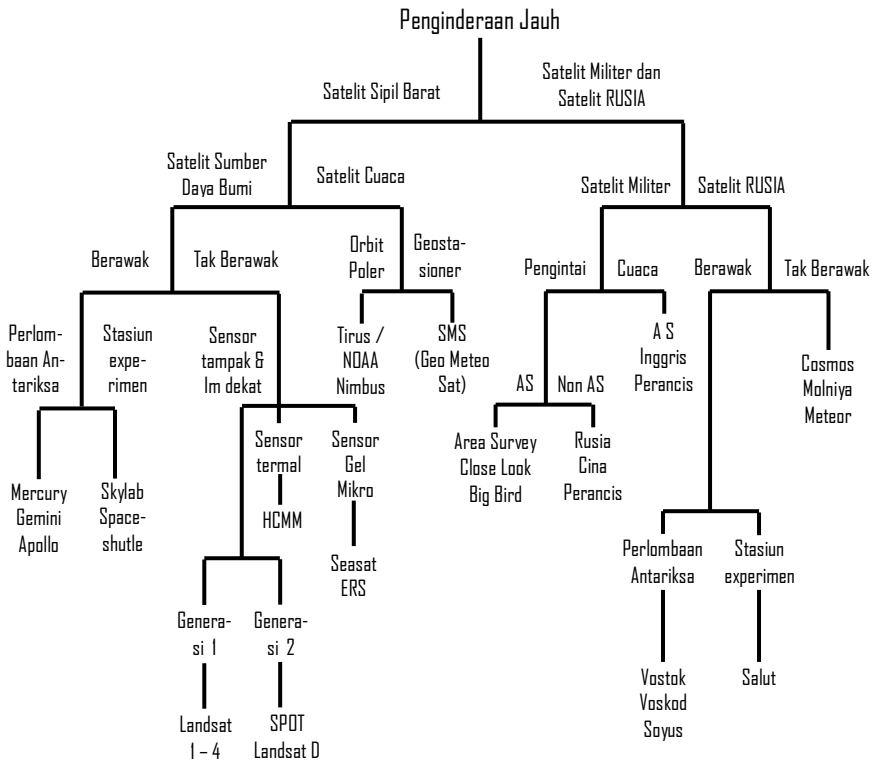 Penginderaan Jauh
Satelit Sipil Barat
Satelit Militer dan
Satelit RUSIA
Satelit Sumber
Daya Bumi
Satelit Cuaca
Satelit Militer
Satelit RUSIA
Berawak
Tak Berawak
Orbit
Poler
Geosta-
sioner
Pengintai
Cuaca
Berawak
Tak Berawak
Perlom-
baan An-
tariksa
Stasiun
expe-
rimen
Sensor
tampak &
Im dekat
Tirus /
NOAA
Nimbus
SMS
(Geo Meteo
Sat)
A S
Inggris
Perancis
Cosmos
Molniya
Meteor
AS
Non AS
Mercury
Gemini
Apollo
Skylab
Space-
shutle
Sensor
termal
HCMM
Sensor
Gel
Mikro
Seasat
ERS
Area Survey
Close Look
Big Bird
Rusia
Cina
Perancis
Perlombaan
Antariksa
Stasiun
experimen
Genera-
si 1
Genera-
si 2
Vostok
Voskod
Soyus
Salut
Landsat
1 – 4
SPOT
Landsat D